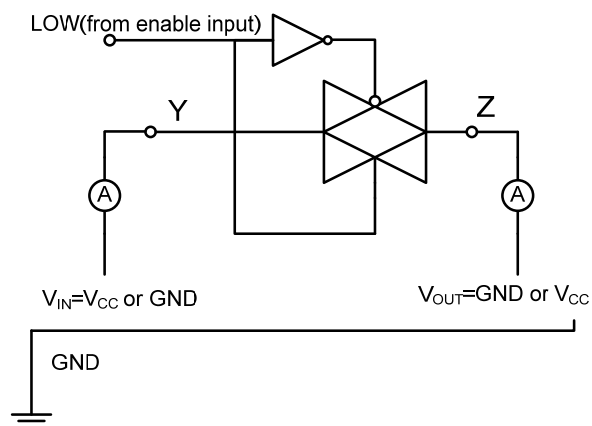 LOW(from enable input)
Y
Z
A
A
VIN=VCC or GND
VOUT=GND or VCC
GND